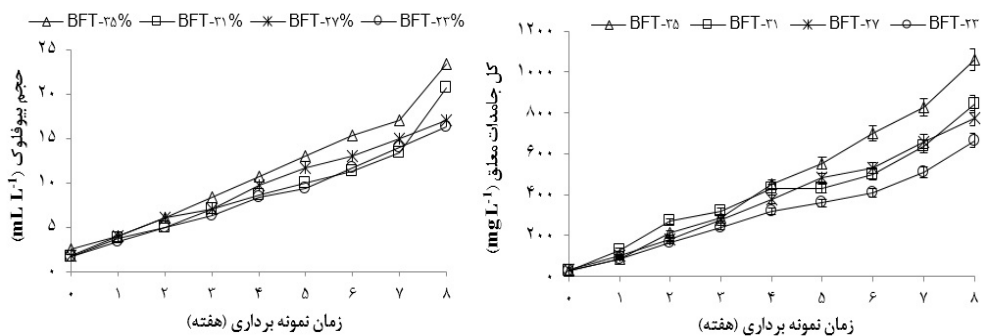 BFT-۳۵% BFT-۳۱% BFT-۲۷% BFT-۲۳%
حجم بیوفلوک (mL L⁻¹)
۲۵
۲۰
۱۵
۱۰
۵
۰
۰ ۱ ۲ ۳ ۴ ۵ ۶ ۷ ۸
زمان نمونه برداری (هفته)
BFT-۳۵ BFT-۳۱ BFT-۲۷ BFT-۲۳
کل جامدات معلق (mg L⁻¹)
۱۲۰۰
۱۰۰۰
۸۰۰
۶۰۰
۴۰۰
۲۰۰
۰
۰ ۱ ۲ ۳ ۴ ۵ ۶ ۷ ۸
زمان نمونه برداری (هفته)